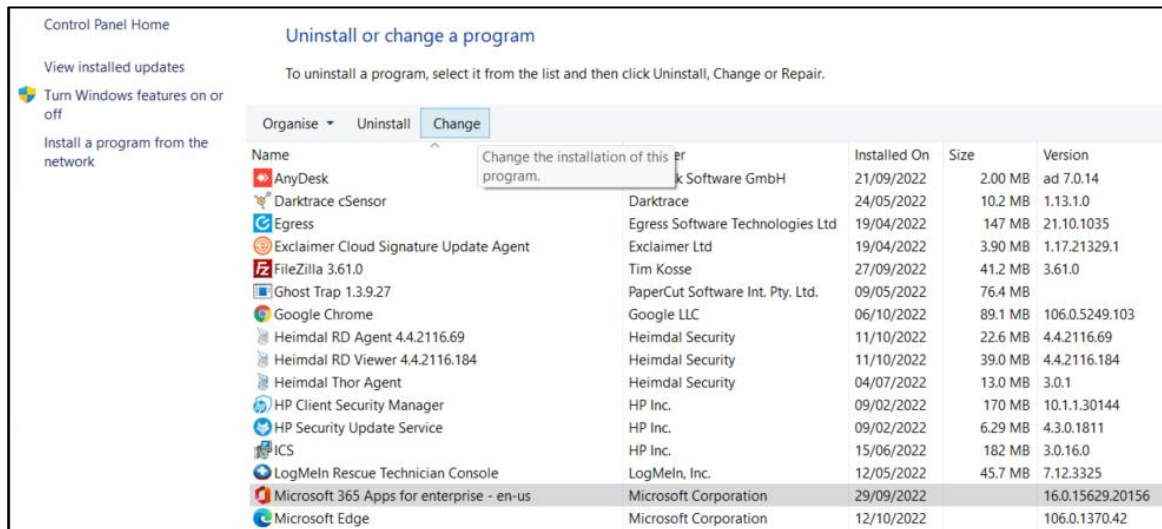 Control Panel Home
View installed updates
Turn Windows features on or
off
Install a program from the
network
Uninstall or change a program
To uninstall a program, select it from the list and then click Uninstall, Change or Repair.
Organise Uninstall Change
Name er Installed On Size Version
Change the installation of this
program.
AnyDesk k Software GmbH 21/09/2022 2.00 MB ad 7.0.14
Darktrace cSensor Darktrace 24/05/2022 10.2 MB 1.13.1.0
Egress Egress Software Technologies Ltd 19/04/2022 147 MB 21.10.1035
Exclaimer Cloud Signature Update Agent Exclaimer Ltd 19/04/2022 3.90 MB 1.17.21329.1
FileZilla 3.61.0 Tim Kosse 27/09/2022 41.2 MB 3.61.0
Ghost Trap 1.3.9.27 PaperCut Software Int. Pty. Ltd. 09/05/2022 76.4 MB
Google Chrome Google LLC 06/10/2022 89.1 MB 106.0.5249.103
Heimdal RD Agent 4.4.2116.69 Heimdal Security 11/10/2022 22.6 MB 4.4.2116.69
Heimdal RD Viewer 4.4.2116.184 Heimdal Security 11/10/2022 39.0 MB 4.4.2116.184
Heimdal Thor Agent Heimdal Security 04/07/2022 13.0 MB 3.0.1
HP Client Security Manager HP Inc. 09/02/2022 170 MB 10.1.1.30144
HP Security Update Service HP Inc. 09/02/2022 6.29 MB 4.3.0.1811
ICS HP Inc. 15/06/2022 182 MB 3.0.16.0
LogMeIn Rescue Technician Console LogMeIn, Inc. 12/05/2022 45.7 MB 7.12.3325
Microsoft 365 Apps for enterprise - en-us Microsoft Corporation 29/09/2022 16.0.15629.20156
Microsoft Edge Microsoft Corporation 12/10/2022 106.0.1370.42